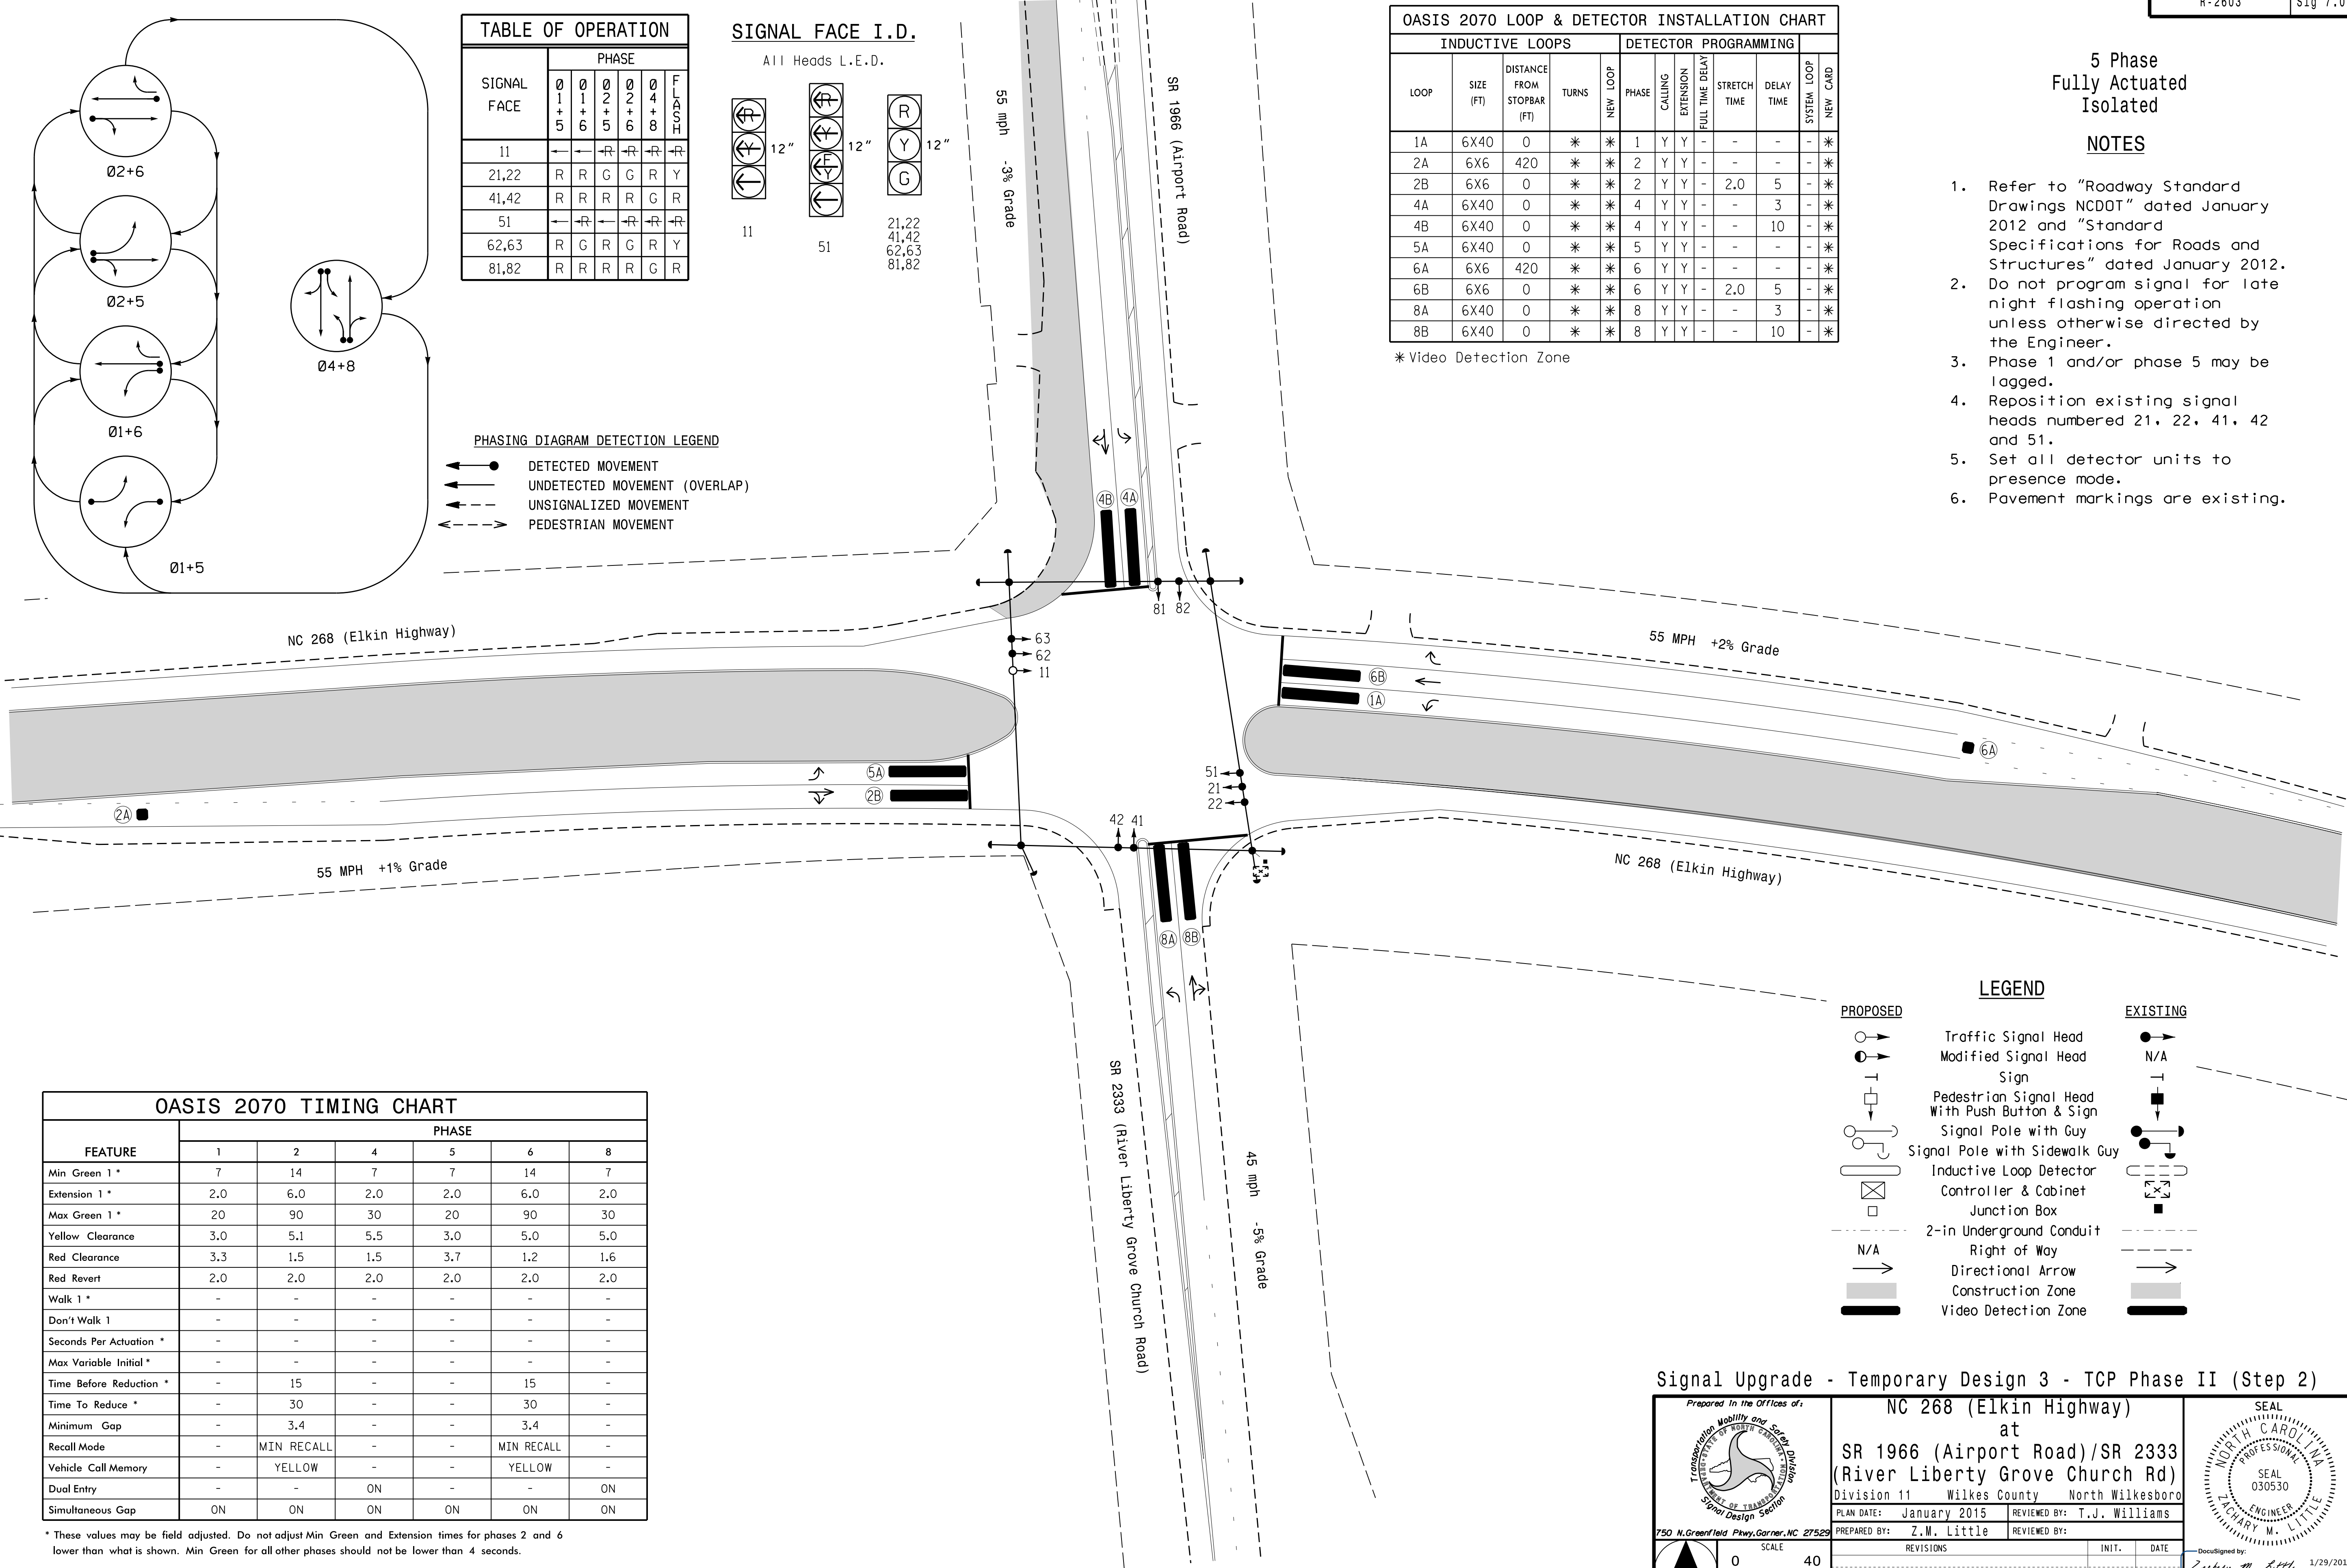 R-2603 Sig 7.0
TABLE OF OPERATION
SIGNAL FACE
PHASE
Ø1+5 Ø1+6 Ø2+5 Ø2+6 Ø4+8 FLASH
11 ← ← ←R ←R ←R ←R
21,22 R R G G R Y
41,42 R R R R G R
51 ← ←R ← ←R ←R ←R
62,63 R G R G R Y
81,82 R R R R G R
SIGNAL FACE I.D.
All Heads L.E.D.
R Y 12"
11
R Y F Y 12"
51
R Y G 12"
21,22
41,42
62,63
81,82
Ø2+6
Ø2+5
Ø1+6
Ø1+5
Ø4+8
PHASING DIAGRAM DETECTION LEGEND
DETECTED MOVEMENT
UNDETECTED MOVEMENT (OVERLAP)
UNSIGNALIZED MOVEMENT
PEDESTRIAN MOVEMENT
OASIS 2070 LOOP & DETECTOR INSTALLATION CHART
INDUCTIVE LOOPS DETECTOR PROGRAMMING
LOOP SIZE (FT) DISTANCE FROM STOPBAR (FT) TURNS NEW LOOP PHASE CALLING EXTENSION FULL TIME DELAY STRETCH TIME DELAY TIME SYSTEM LOOP NEW CARD
1A 6X40 0 * * 1 Y Y - - - - *
2A 6X6 420 * * 2 Y Y - - - - *
2B 6X6 0 * * 2 Y Y - 2.0 5 - *
4A 6X40 0 * * 4 Y Y - - 3 - *
4B 6X40 0 * * 4 Y Y - - 10 - *
5A 6X40 0 * * 5 Y Y - - - - *
6A 6X6 420 * * 6 Y Y - - - - *
6B 6X6 0 * * 6 Y Y - 2.0 5 - *
8A 6X40 0 * * 8 Y Y - - 3 - *
8B 6X40 0 * * 8 Y Y - - 10 - *
* Video Detection Zone
5 Phase
Fully Actuated
Isolated
NOTES
1. Refer to "Roadway Standard
Drawings NCDOT" dated January
2012 and "Standard
Specifications for Roads and
Structures" dated January 2012.
2. Do not program signal for late
night flashing operation
unless otherwise directed by
the Engineer.
3. Phase 1 and/or phase 5 may be
lagged.
4. Reposition existing signal
heads numbered 21, 22, 41, 42
and 51.
5. Set all detector units to
presence mode.
6. Pavement markings are existing.
55 mph -3% Grade
SR 1966 (Airport Road)
4B 4A
81 82
63
62
11
NC 268 (Elkin Highway)
55 MPH +2% Grade
6B
1A
6A
5A
2B
2A
51
21
22
42 41
55 MPH +1% Grade
NC 268 (Elkin Highway)
8A 8B
SR 2333 (River Liberty Grove Church Road)
45 mph -5% Grade
LEGEND
PROPOSED EXISTING
Traffic Signal Head
Modified Signal Head N/A
Sign
Pedestrian Signal Head
With Push Button & Sign
Signal Pole with Guy
Signal Pole with Sidewalk Guy
Inductive Loop Detector
Controller & Cabinet
Junction Box
2-in Underground Conduit
N/A Right of Way
Directional Arrow
Construction Zone
Video Detection Zone
OASIS 2070 TIMING CHART
PHASE
FEATURE 1 2 4 5 6 8
Min Green 1 * 7 14 7 7 14 7
Extension 1 * 2.0 6.0 2.0 2.0 6.0 2.0
Max Green 1 * 20 90 30 20 90 30
Yellow Clearance 3.0 5.1 5.5 3.0 5.0 5.0
Red Clearance 3.3 1.5 1.5 3.7 1.2 1.6
Red Revert 2.0 2.0 2.0 2.0 2.0 2.0
Walk 1 * - - - - - -
Don't Walk 1 - - - - - -
Seconds Per Actuation * - - - - - -
Max Variable Initial * - - - - - -
Time Before Reduction * - 15 - - 15 -
Time To Reduce * - 30 - - 30 -
Minimum Gap - 3.4 - - 3.4 -
Recall Mode - MIN RECALL - - MIN RECALL -
Vehicle Call Memory - YELLOW - - YELLOW -
Dual Entry - - ON - - ON
Simultaneous Gap ON ON ON ON ON ON
* These values may be field adjusted. Do not adjust Min Green and Extension times for phases 2 and 6
lower than what is shown. Min Green for all other phases should not be lower than 4 seconds.
Signal Upgrade - Temporary Design 3 - TCP Phase II (Step 2)
Prepared in the Offices of:
Transportation Mobility and Safety Division
STATE OF NORTH CAROLINA
DEPARTMENT OF TRANSPORTATION
Signal Design Section
750 N.Greenfield Pkwy,Garner,NC 27529
NC 268 (Elkin Highway)
at
SR 1966 (Airport Road)/SR 2333
(River Liberty Grove Church Rd)
Division 11 Wilkes County North Wilkesboro
PLAN DATE: January 2015 REVIEWED BY: T.J. Williams
PREPARED BY: Z.M. Little REVIEWED BY:
SCALE
0 40
REVISIONS INIT. DATE
SEAL
NORTH CAROLINA
PROFESSIONAL
SEAL
030530
ENGINEER
ZACHARY M. LITTLE
DocuSigned by:
1/29/201